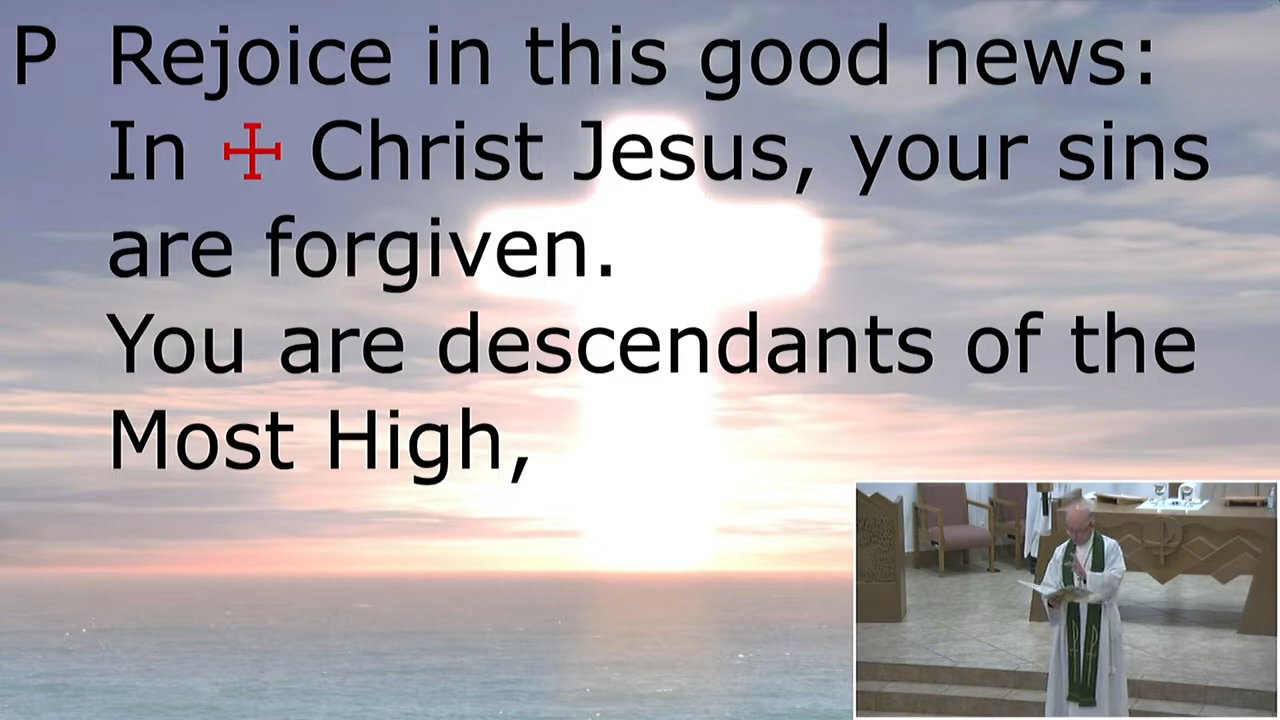 P Rejoice in this good news:
In ☩ Christ Jesus, your sins
are forgiven.
You are descendants of the
Most High,